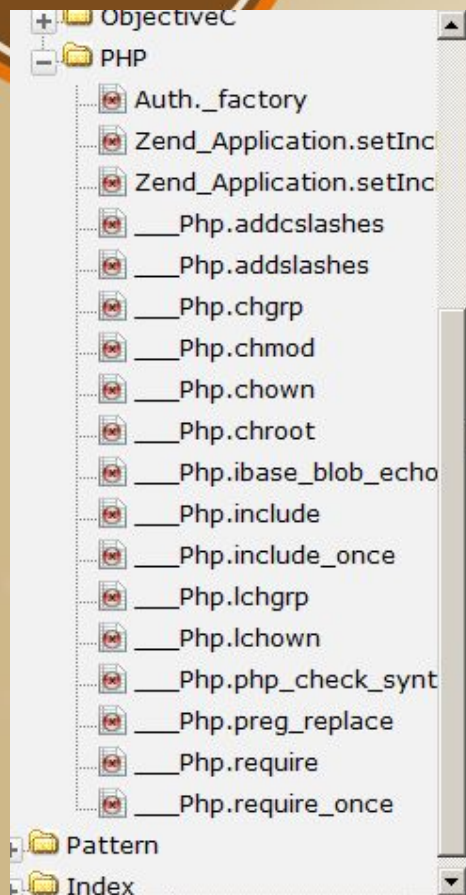 ObjectiveC
PHP
Auth._factory
Zend_Application.setIncl
Zend_Application.setIncl
___Php.addcslashes
___Php.addslashes
___Php.chgrp
___Php.chmod
___Php.chown
___Php.chroot
___Php.ibase_blob_echo
___Php.include
___Php.include_once
___Php.lchgrp
___Php.lchown
___Php.php_check_synt
___Php.preg_replace
___Php.require
___Php.require_once
Pattern
Index